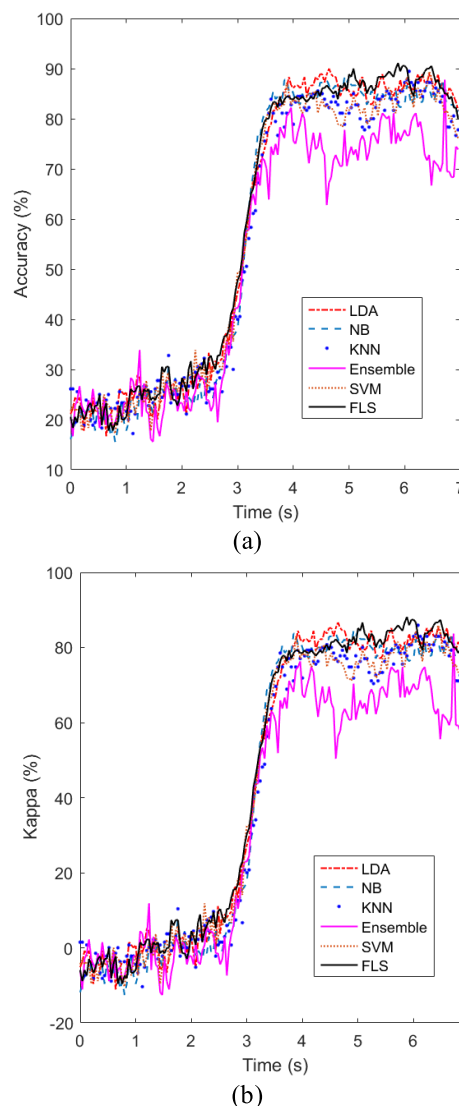 100
90
80
70
60
50
40
30
20
10
Accuracy (%)
LDA
NB
KNN
Ensemble
SVM
FLS
0 1 2 3 4 5 6 7
Time (s)
(a)
100
80
60
40
20
0
-20
Kappa (%)
LDA
NB
KNN
Ensemble
SVM
FLS
0 1 2 3 4 5 6
Time (s)
(b)